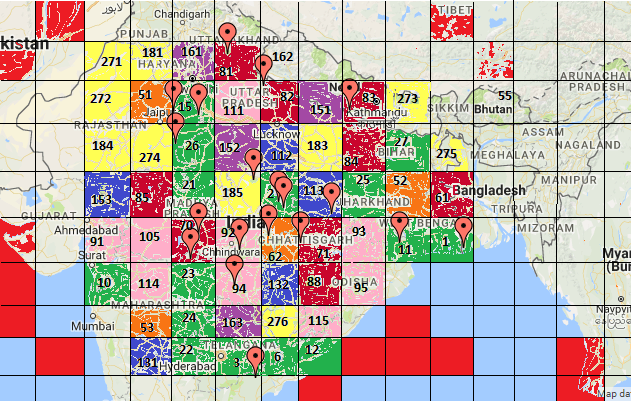 Chandigarh
TIBET
PUNJAB
UTTARAKHAND
kistan
271
181
161
162
HARYANA
81
272
51
15
UTTAR
PRADESH
111
82
151
83
Kathmandu
273
SIKKIM
Bhutan
55
ARUNACHAL
PRADESH
Jaipur
RAJASTHAN
Lucknow
ASSAM
NAGALAND
184
274
26
152
112
183
84
BIHAR
27
275
MEGHALAYA
MANIPUR
153
85
21
185
113
25
52
61
Bangladesh
JHARKHAND
MADHYA
PRADESH
TRIPURA
MIZORAM
GUJARAT
Ahmedabad
91
105
70
92
India
CHHATTISGARH
93
WEST BENGAL
11
1
Surat
Chhindwara
62
71
Myan
(Bur
10
114
23
94
132
88
95
ODISHA
MAHARASHTRA
Mumbai
53
24
163
276
115
Naypyit
131
22
TELANGANA
3
6
12
Hyderabad
Map da